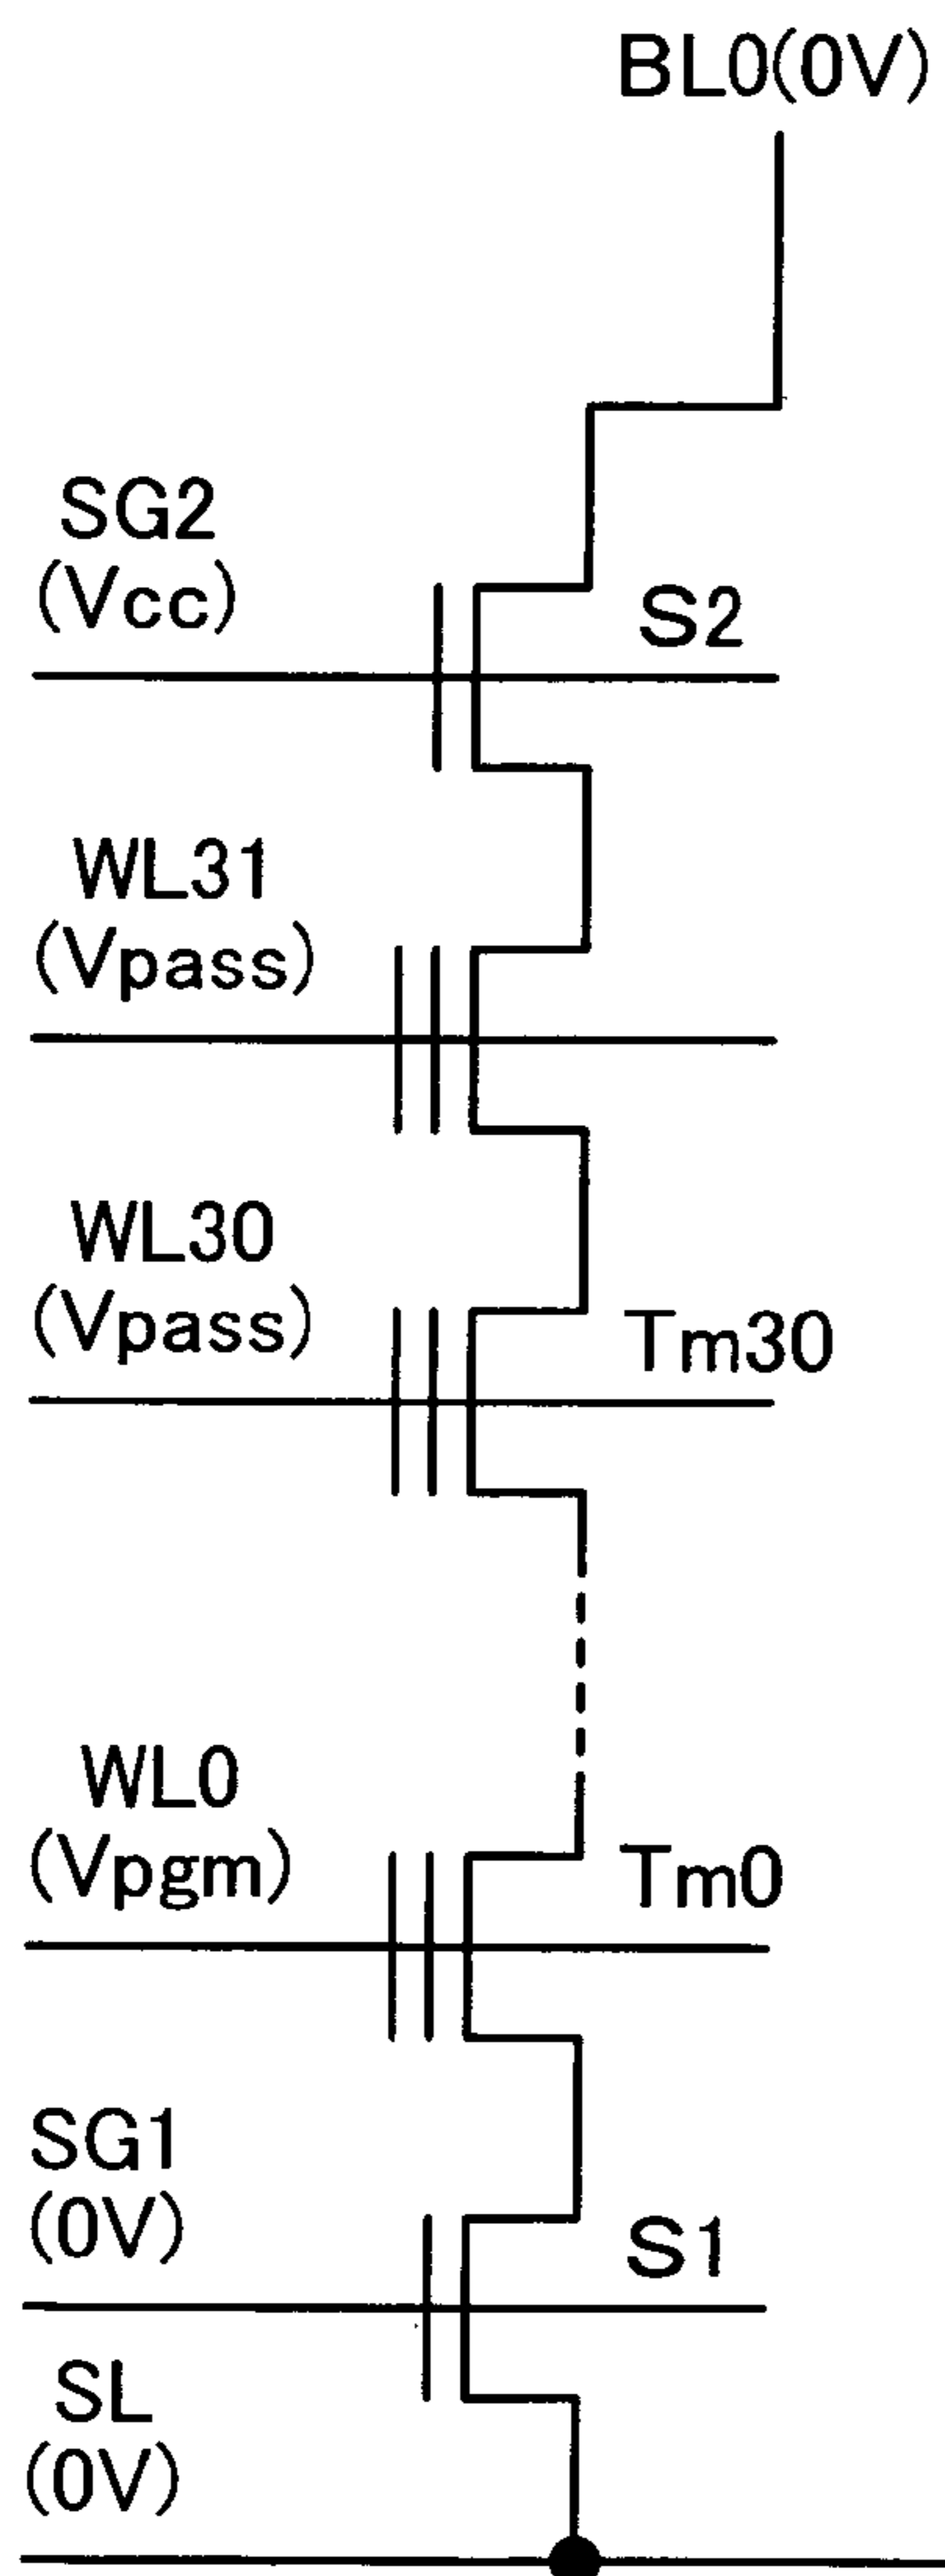 BL0(0V)
SG2
(Vcc)
S2
WL31
(Vpass)
WL30
(Vpass)
Tm30
WL0
(Vpgm)
Tm0
SG1
(0V)
S1
SL
(0V)